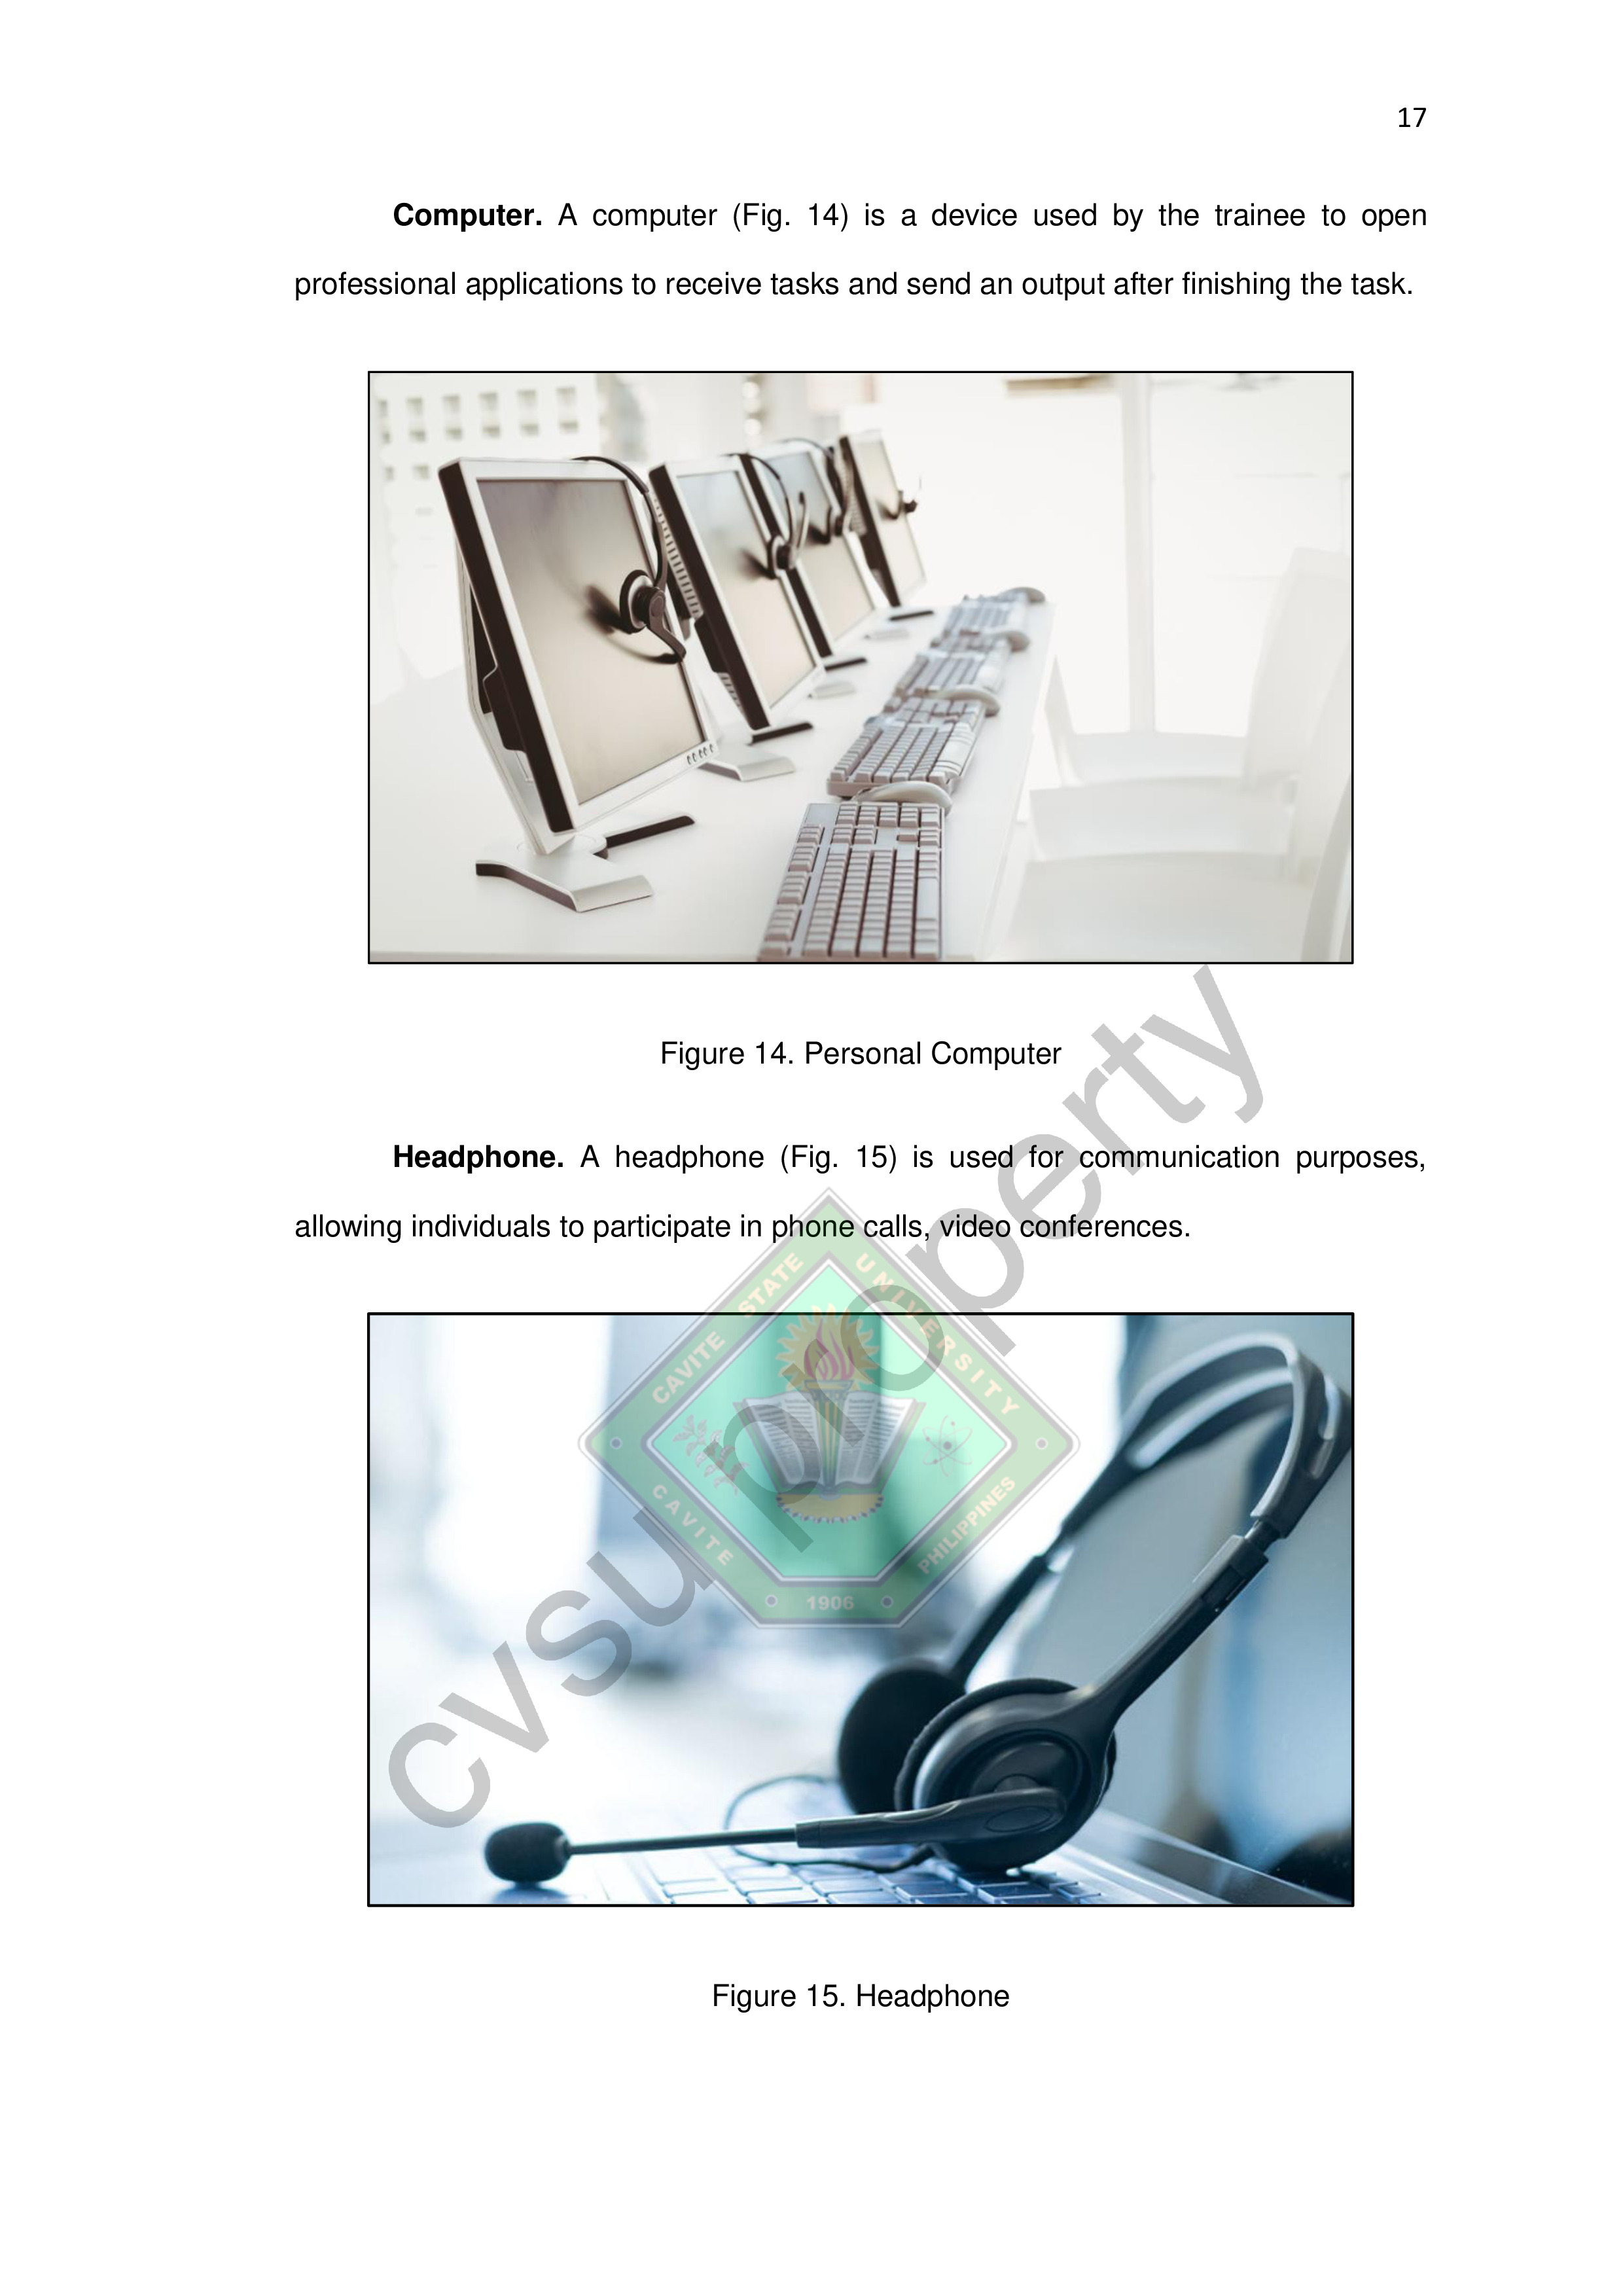 17
Computer. A computer (Fig. 14) is a device used by the trainee to open
professional applications to receive tasks and send an output after finishing the task.
Figure 14. Personal Computer
Headphone. A headphone (Fig. 15) is used for communication purposes,
allowing individuals to participate in phone calls, video conferences.
CAVITE STATE UNIVERSITY
CAVITE PHILIPPINES
1906
cvsu property
Figure 15. Headphone